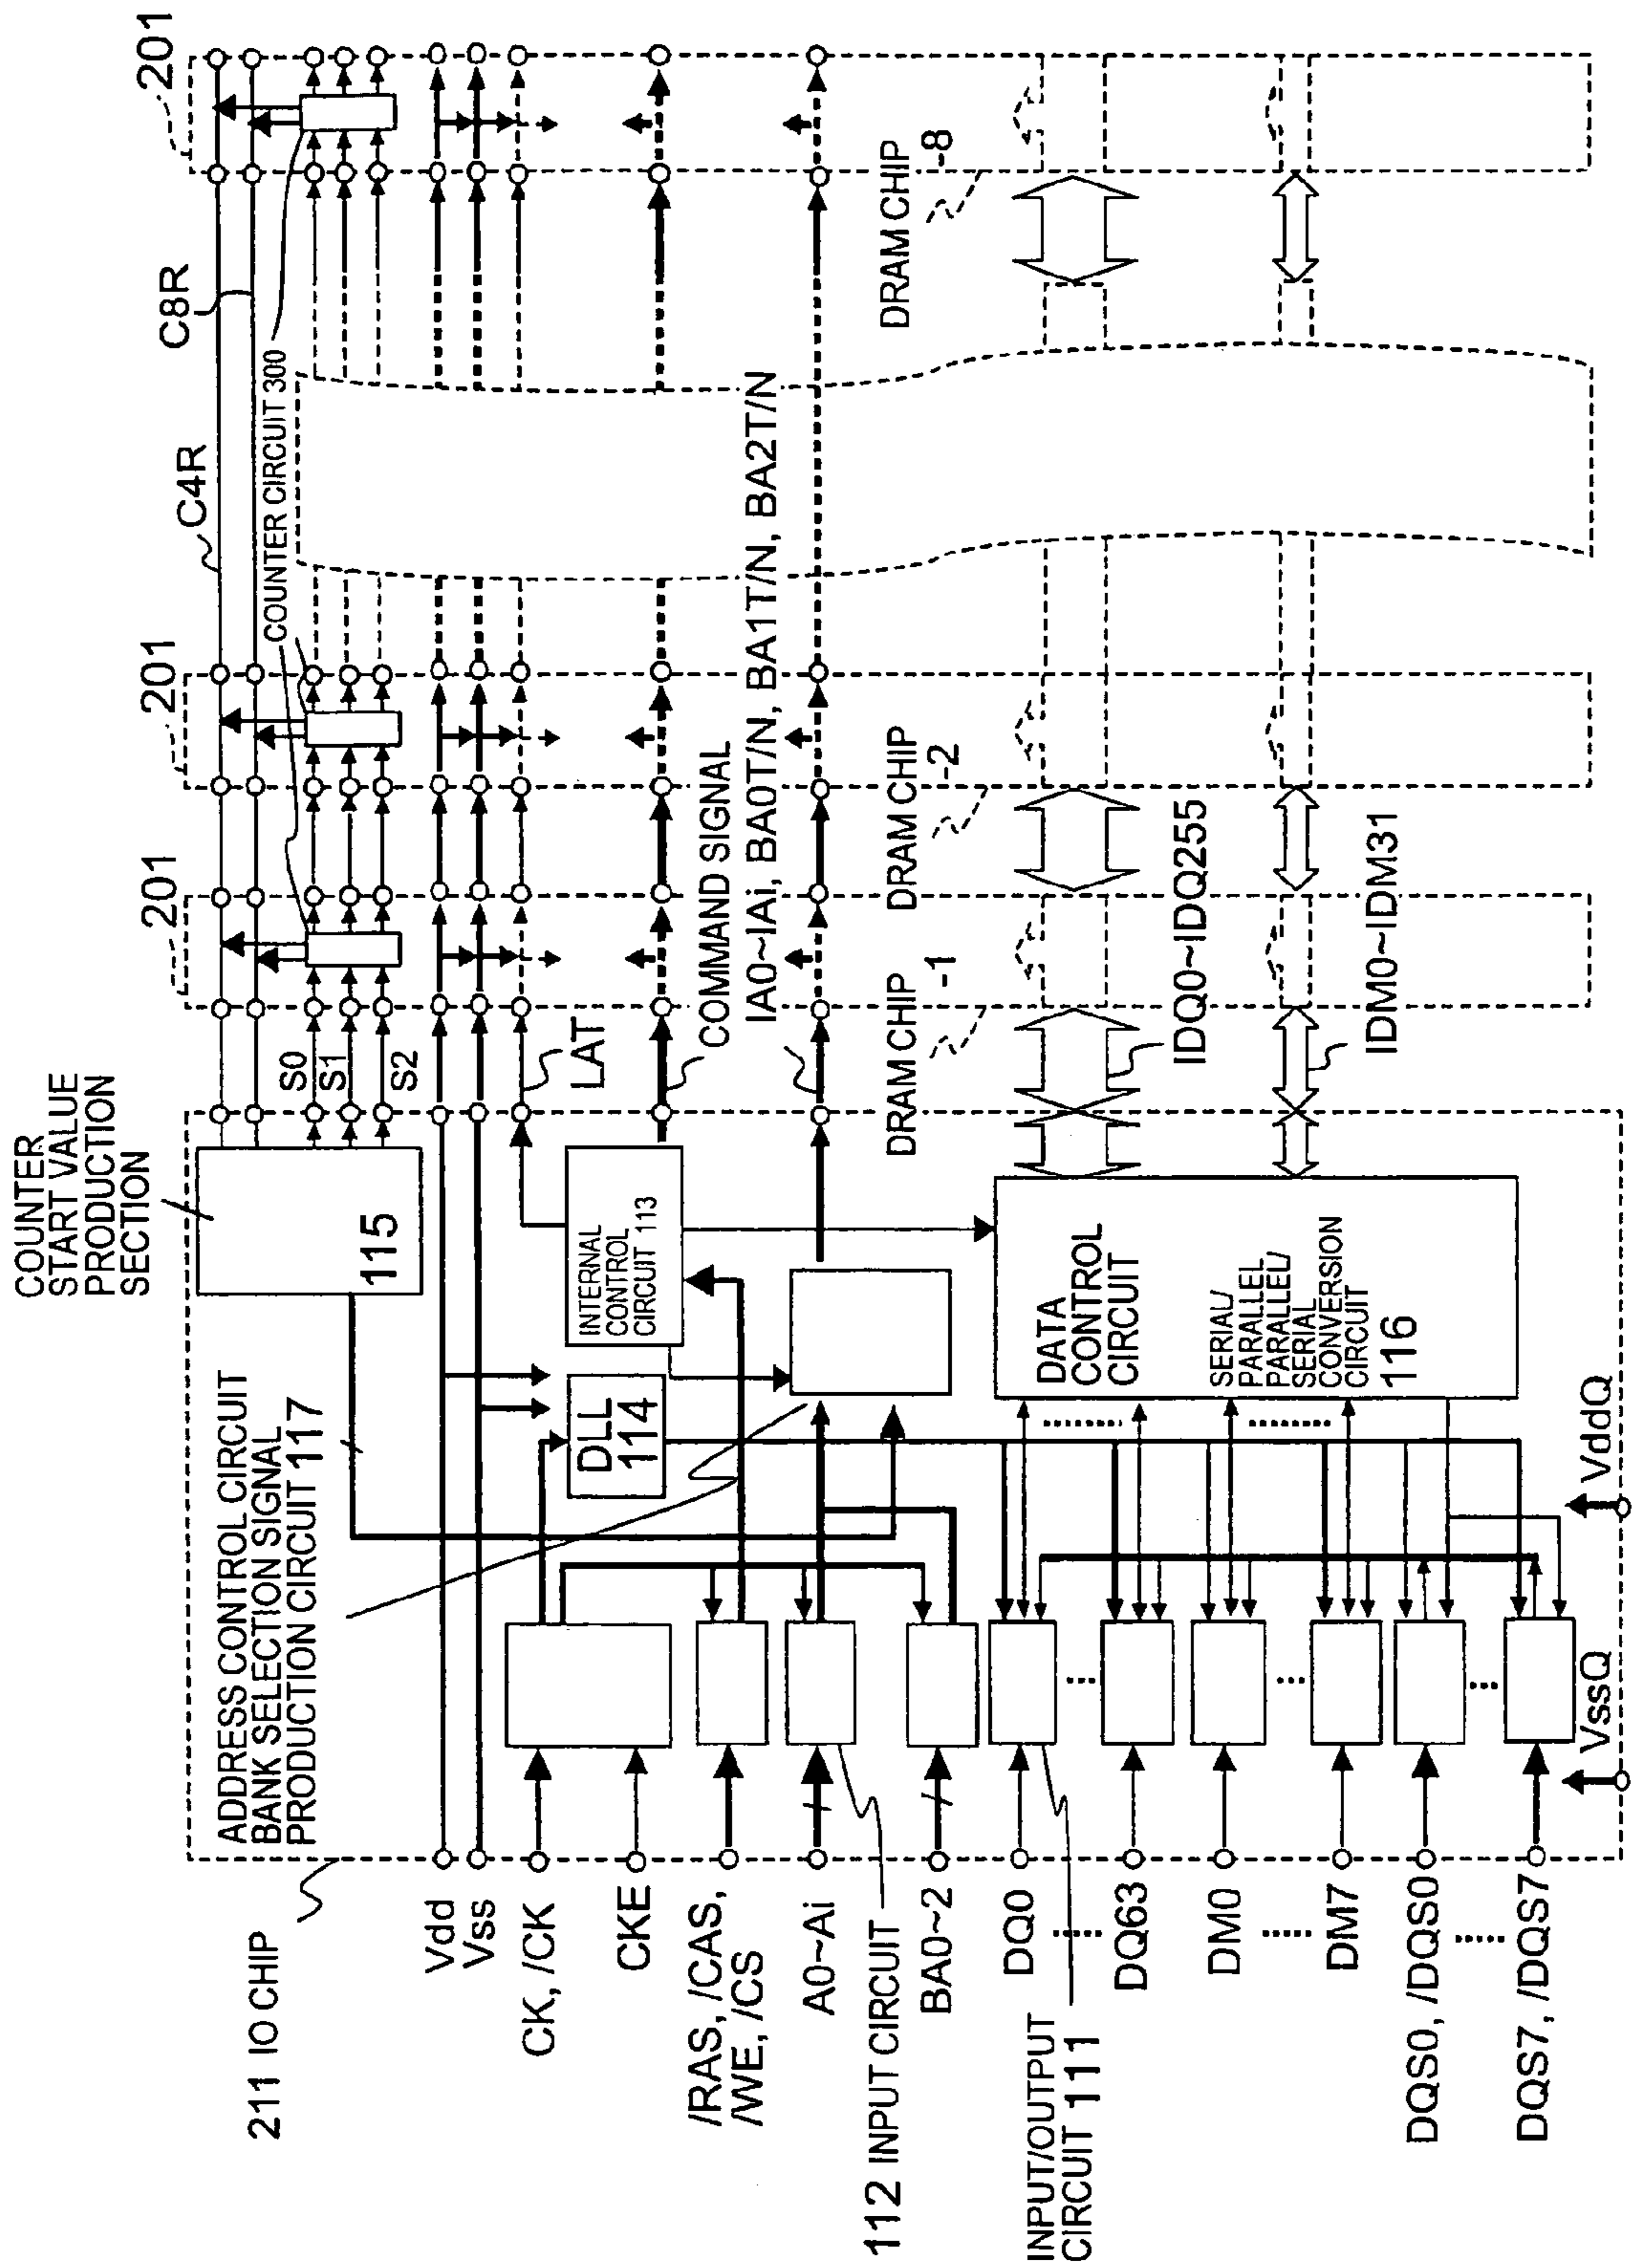 COUNTER
START VALUE
PRODUCTION
SECTION
115
C4R
C8R
COUNTER CIRCUIT 300
201
201
201
S0
S1
S2
ADDRESS CONTROL CIRCUIT
BANK SELECTION SIGNAL
PRODUCTION CIRCUIT 117
211 IO CHIP
Vdd
Vss
CK, /CK
CKE
/RAS, /CAS,
/WE, /CS
A0~Ai
112 INPUT CIRCUIT
BA0~2
DQ0
DQ63
DM0
DM7
DQS0, /DQS0
DQS7, /DQS7
INPUT/OUTPUT
CIRCUIT 111
DLL
114
INTERNAL
CONTROL
CIRCUIT 113
LAT
COMMAND SIGNAL
IA0~IAi, BA0T/N, BA1T/N, BA2T/N
DRAM CHIP
-1
DRAM CHIP
-2
DRAM CHIP
-8
DATA
CONTROL
CIRCUIT
SERIAL/
PARALLEL
PARALLEL/
SERIAL
CONVERSION
CIRCUIT
116
IDQ0~IDQ255
IDM0~IDM31
VssQ
VddQ